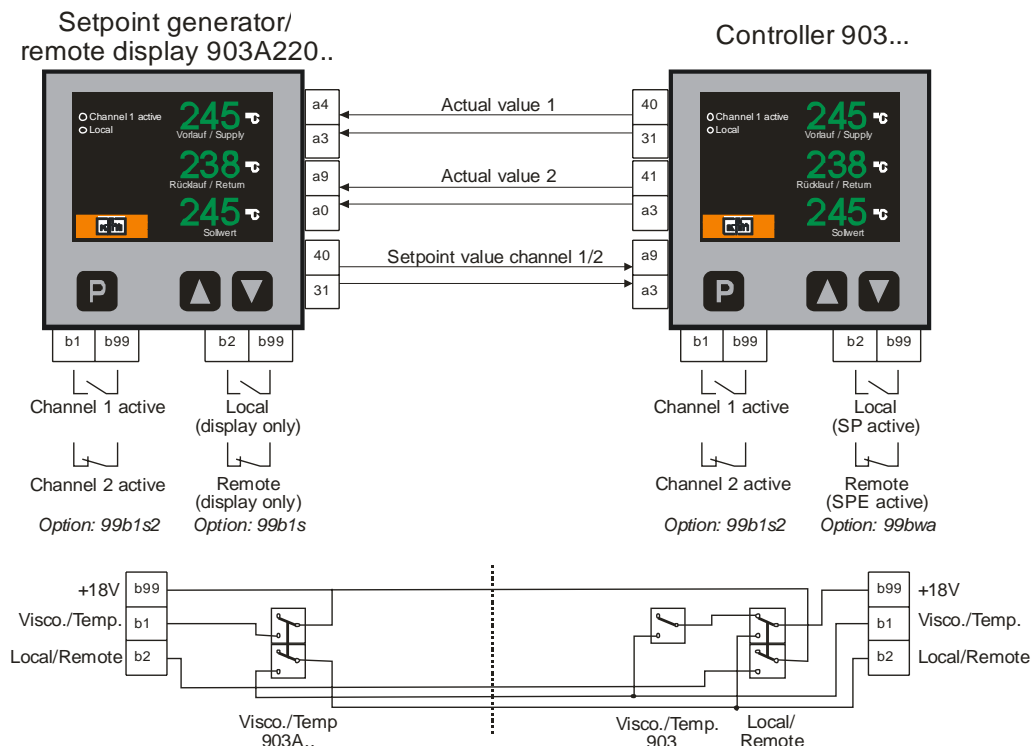 Setpoint generator/
remote display 903A220..
Controller 903...
Channel 1 active
Local
245 °C
Vorlauf / Supply
238 °C
Rücklauf / Return
245 °C
Sollwert
P
a4
a3
a9
a0
40
31
Actual value 1
Actual value 2
Setpoint value channel 1/2
40
31
41
a3
a9
a3
Channel 1 active
Local
245 °C
Vorlauf / Supply
238 °C
Rücklauf / Return
245 °C
Sollwert
P
b1 b99 b2 b99
Channel 1 active
Local
(display only)
Channel 2 active
Remote
(display only)
Option: 99b1s2
Option: 99b1s
b1 b99 b2 b99
Channel 1 active
Local
(SP active)
Channel 2 active
Remote
(SPE active)
Option: 99b1s2
Option: 99bwa
+18V b99
Visco./Temp. b1
Local/Remote b2
b99 +18V
b1 Visco./Temp.
b2 Local/Remote
Visco./Temp
903A..
Visco./Temp.
903
Local/
Remote